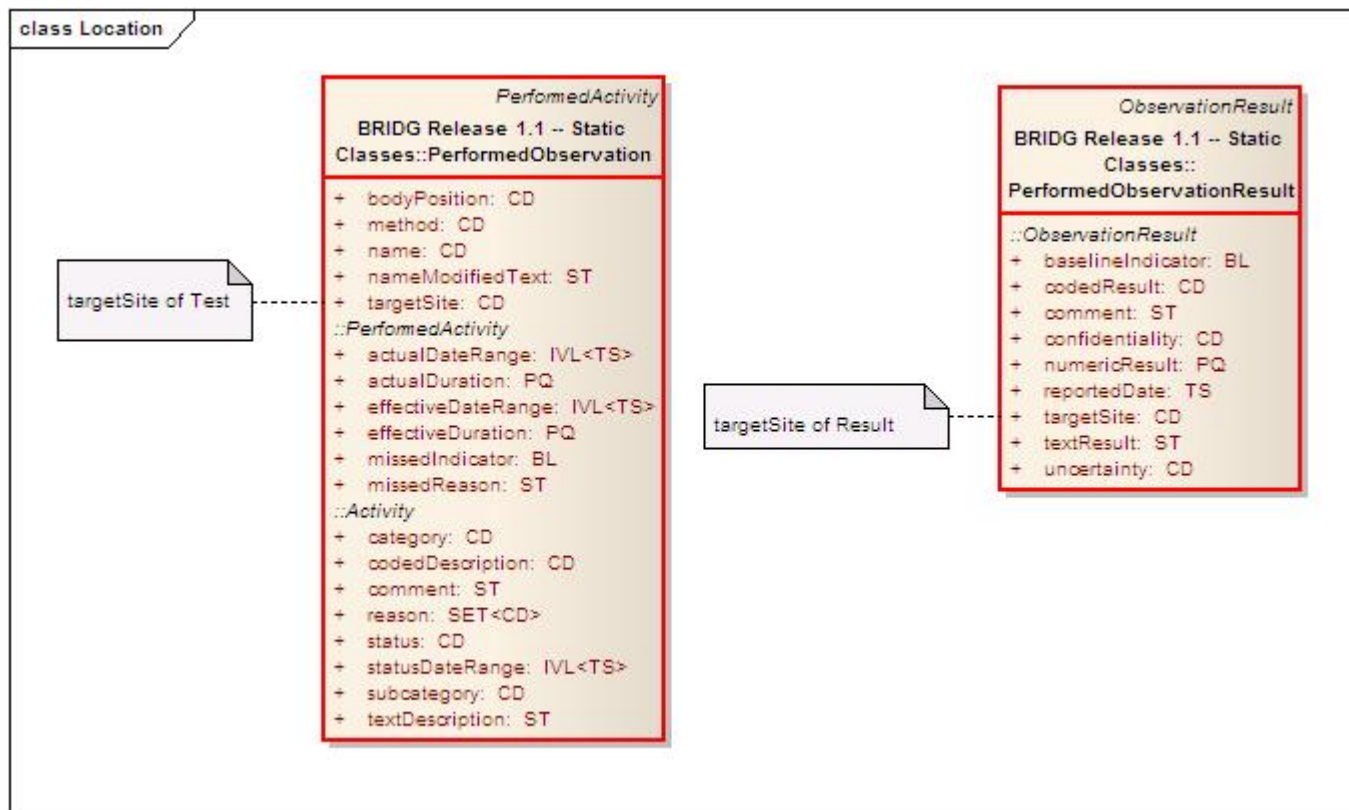 class Location
PerformedActivity
BRIDG Release 1.1 -- Static
Classes::PerformedObservation
+ bodyPosition: CD
+ method: CD
+ name: CD
+ nameModifiedText: ST
+ targetSite: CD
::PerformedActivity
+ actualDateRange: IVL<TS>
+ actualDuration: PQ
+ effectiveDateRange: IVL<TS>
+ effectiveDuration: PQ
+ missedIndicator: BL
+ missedReason: ST
::Activity
+ category: CD
+ codedDescription: CD
+ comment: ST
+ reason: SET<CD>
+ status: CD
+ statusDateRange: IVL<TS>
+ subcategory: CD
+ textDescription: ST
targetSite of Test
ObservationResult
BRIDG Release 1.1 -- Static
Classes::
PerformedObservationResult
::ObservationResult
+ baselineIndicator: BL
+ codedResult: CD
+ comment: ST
+ confidentiality: CD
+ numericResult: PQ
+ reportedDate: TS
+ targetSite: CD
+ textResult: ST
+ uncertainty: CD
targetSite of Result